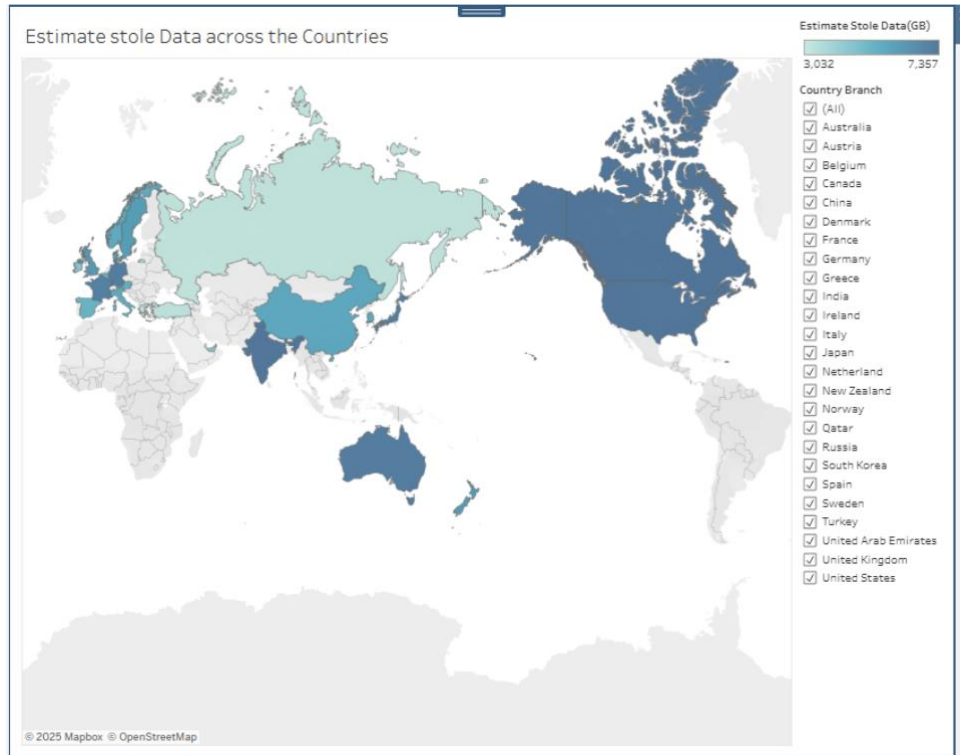 Estimate stole Data across the Countries
Estimate Stole Data(GB)
3,032 7,357
Country Branch
(All)
Australia
Austria
Belgium
Canada
China
Denmark
France
Germany
Greece
India
Ireland
Italy
Japan
Netherland
New Zealand
Norway
Qatar
Russia
South Korea
Spain
Sweden
Turkey
United Arab Emirates
United Kingdom
United States
© 2025 Mapbox © OpenStreetMap